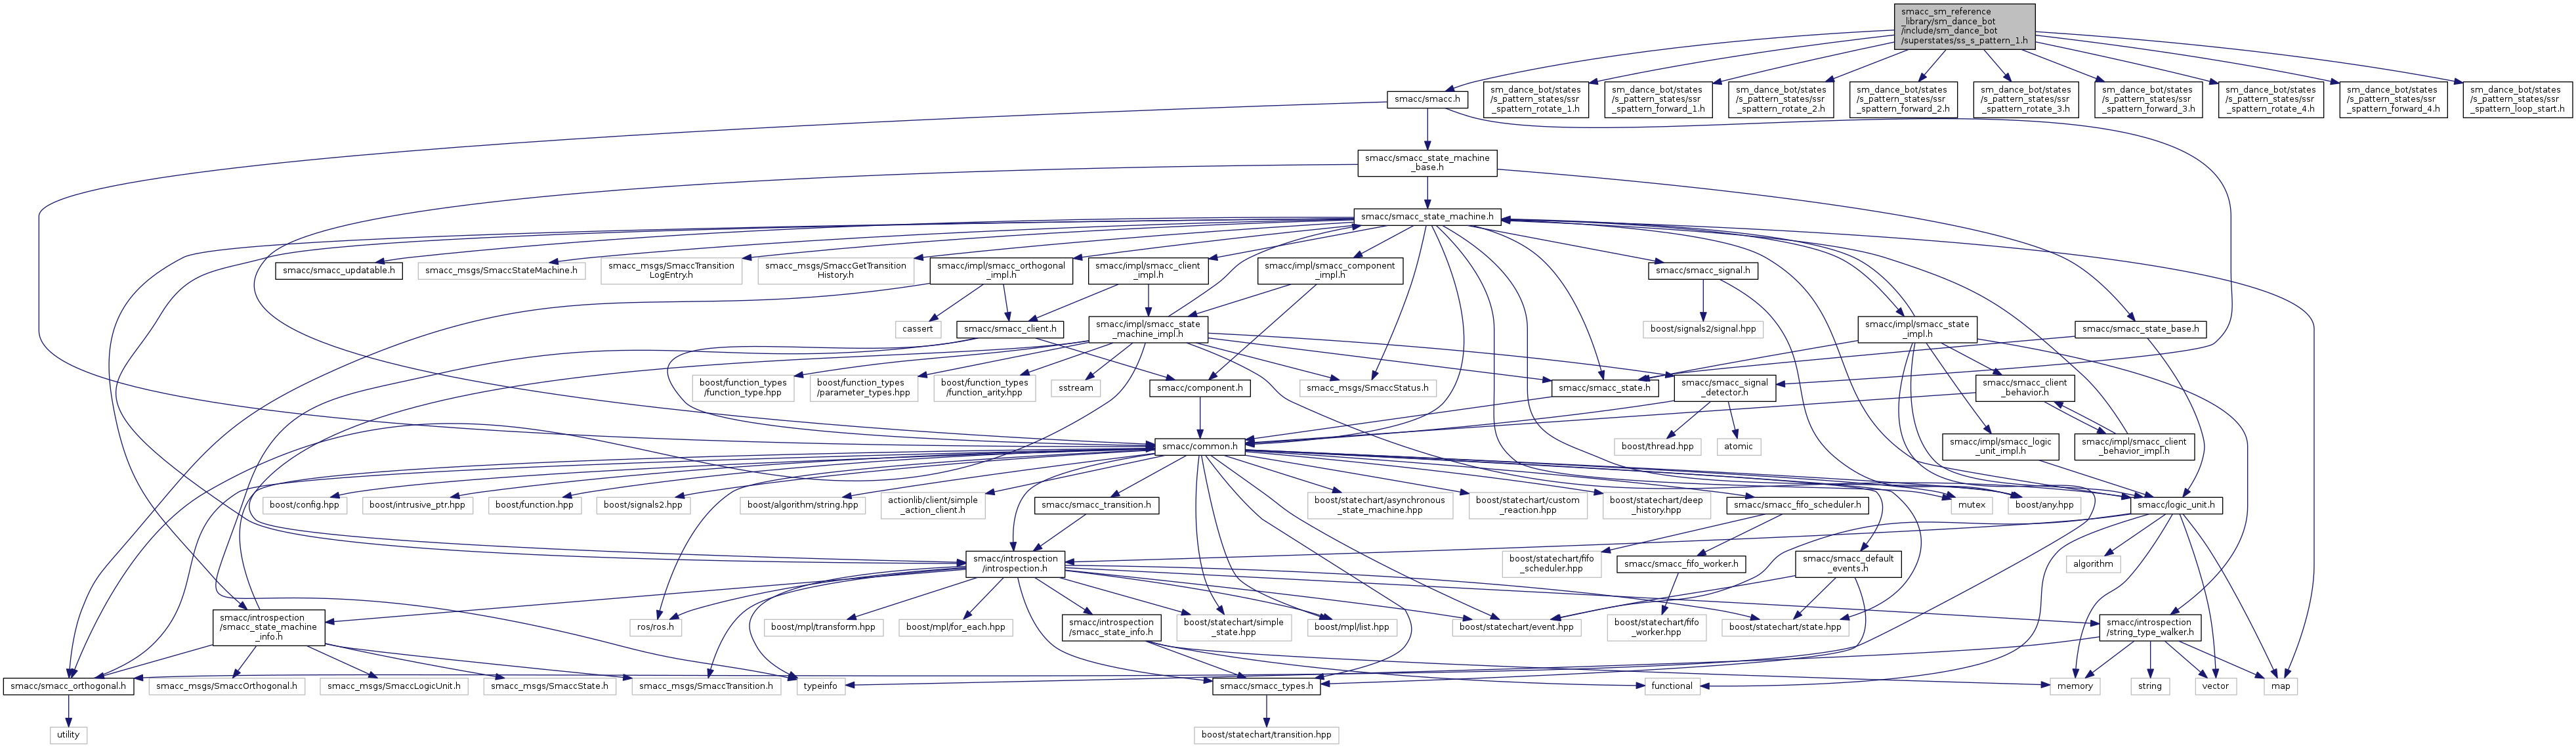 smacc_sm_reference
_library/sm_dance_bot
/include/sm_dance_bot
/superstates/ss_s_pattern_1.h
smacc/smacc.h
sm_dance_bot/states
/s_pattern_states/ssr
_spattern_rotate_1.h
sm_dance_bot/states
/s_pattern_states/ssr
_spattern_forward_1.h
sm_dance_bot/states
/s_pattern_states/ssr
_spattern_rotate_2.h
sm_dance_bot/states
/s_pattern_states/ssr
_spattern_forward_2.h
sm_dance_bot/states
/s_pattern_states/ssr
_spattern_rotate_3.h
sm_dance_bot/states
/s_pattern_states/ssr
_spattern_forward_3.h
sm_dance_bot/states
/s_pattern_states/ssr
_spattern_rotate_4.h
sm_dance_bot/states
/s_pattern_states/ssr
_spattern_forward_4.h
sm_dance_bot/states
/s_pattern_states/ssr
_spattern_loop_start.h
smacc/smacc_state_machine
_base.h
smacc/smacc_state_machine.h
smacc/smacc_updatable.h
smacc_msgs/SmaccStateMachine.h
smacc_msgs/SmaccTransition
LogEntry.h
smacc_msgs/SmaccGetTransition
History.h
smacc/impl/smacc_orthogonal
_impl.h
smacc/impl/smacc_client
_impl.h
smacc/impl/smacc_component
_impl.h
smacc/smacc_signal.h
cassert
smacc/smacc_client.h
smacc/impl/smacc_state
_machine_impl.h
boost/signals2/signal.hpp
smacc/impl/smacc_state
_impl.h
smacc/smacc_state_base.h
boost/function_types
/function_type.hpp
boost/function_types
/parameter_types.hpp
boost/function_types
/function_arity.hpp
sstream
smacc/component.h
smacc_msgs/SmaccStatus.h
smacc/smacc_state.h
smacc/smacc_signal
_detector.h
smacc/smacc_client
_behavior.h
smacc/common.h
boost/thread.hpp
atomic
smacc/impl/smacc_logic
_unit_impl.h
smacc/impl/smacc_client
_behavior_impl.h
boost/config.hpp
boost/intrusive_ptr.hpp
boost/function.hpp
boost/signals2.hpp
boost/algorithm/string.hpp
actionlib/client/simple
_action_client.h
smacc/smacc_transition.h
boost/statechart/asynchronous
_state_machine.hpp
boost/statechart/custom
_reaction.hpp
boost/statechart/deep
_history.hpp
smacc/smacc_fifo_scheduler.h
mutex
boost/any.hpp
smacc/logic_unit.h
smacc/introspection
/introspection.h
boost/statechart/fifo
_scheduler.hpp
smacc/smacc_fifo_worker.h
smacc/smacc_default
_events.h
algorithm
smacc/introspection
/smacc_state_machine
_info.h
ros/ros.h
boost/mpl/transform.hpp
boost/mpl/for_each.hpp
smacc/introspection
/smacc_state_info.h
boost/statechart/simple
_state.hpp
boost/mpl/list.hpp
boost/statechart/event.hpp
boost/statechart/fifo
_worker.hpp
boost/statechart/state.hpp
smacc/introspection
/string_type_walker.h
smacc/smacc_orthogonal.h
smacc_msgs/SmaccOrthogonal.h
smacc_msgs/SmaccLogicUnit.h
smacc_msgs/SmaccState.h
smacc_msgs/SmaccTransition.h
typeinfo
smacc/smacc_types.h
functional
memory
string
vector
map
utility
boost/statechart/transition.hpp